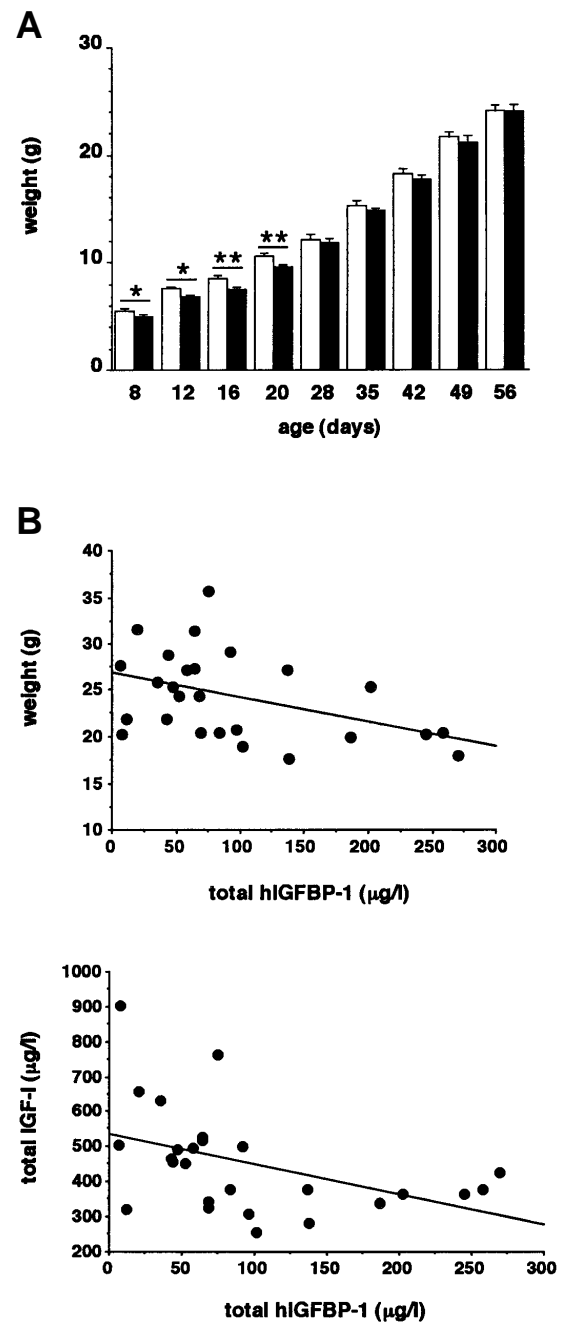 A
30
20
10
0
weight (g)
* * ** **
8 12 16 20 28 35 42 49 56
age (days)
B
40
35
30
25
20
15
10
weight (g)
0 50 100 150 200 250 300
total hIGFBP-1 (µg/l)
1000
900
800
700
600
500
400
300
200
total IGF-I (µg/l)
0 50 100 150 200 250 300
total hIGFBP-1 (µg/l)